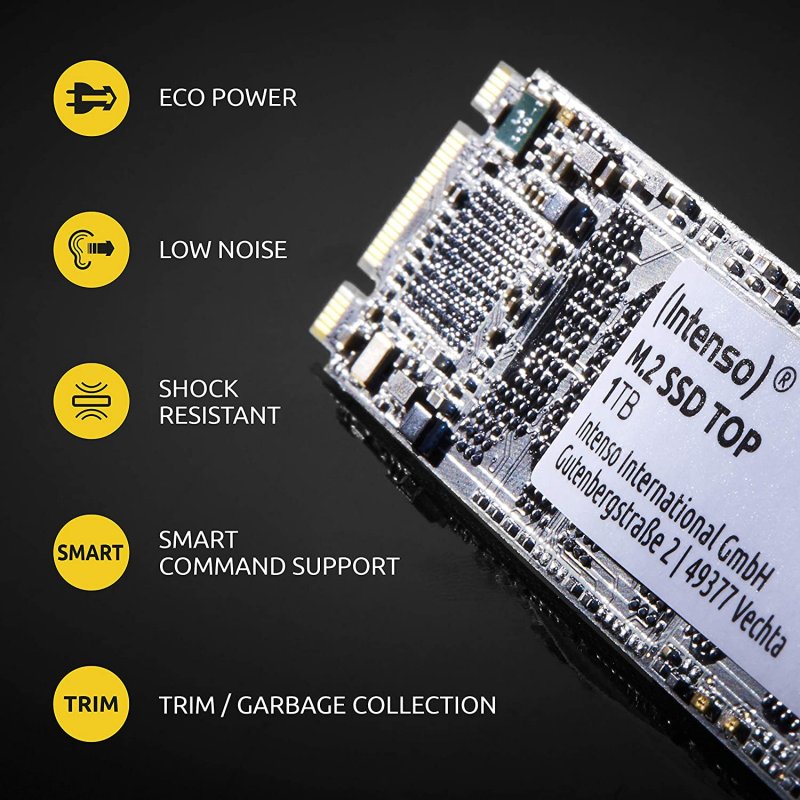 ECO POWER
LOW NOISE
SHOCK
RESISTANT
SMART
SMART
COMMAND SUPPORT
TRIM
TRIM / GARBAGE COLLECTION
(Intenso)®
M.2 SSD TOP
1TB
Intenso International GmbH
Gutenbergstraße 2 | 49377 Vechta